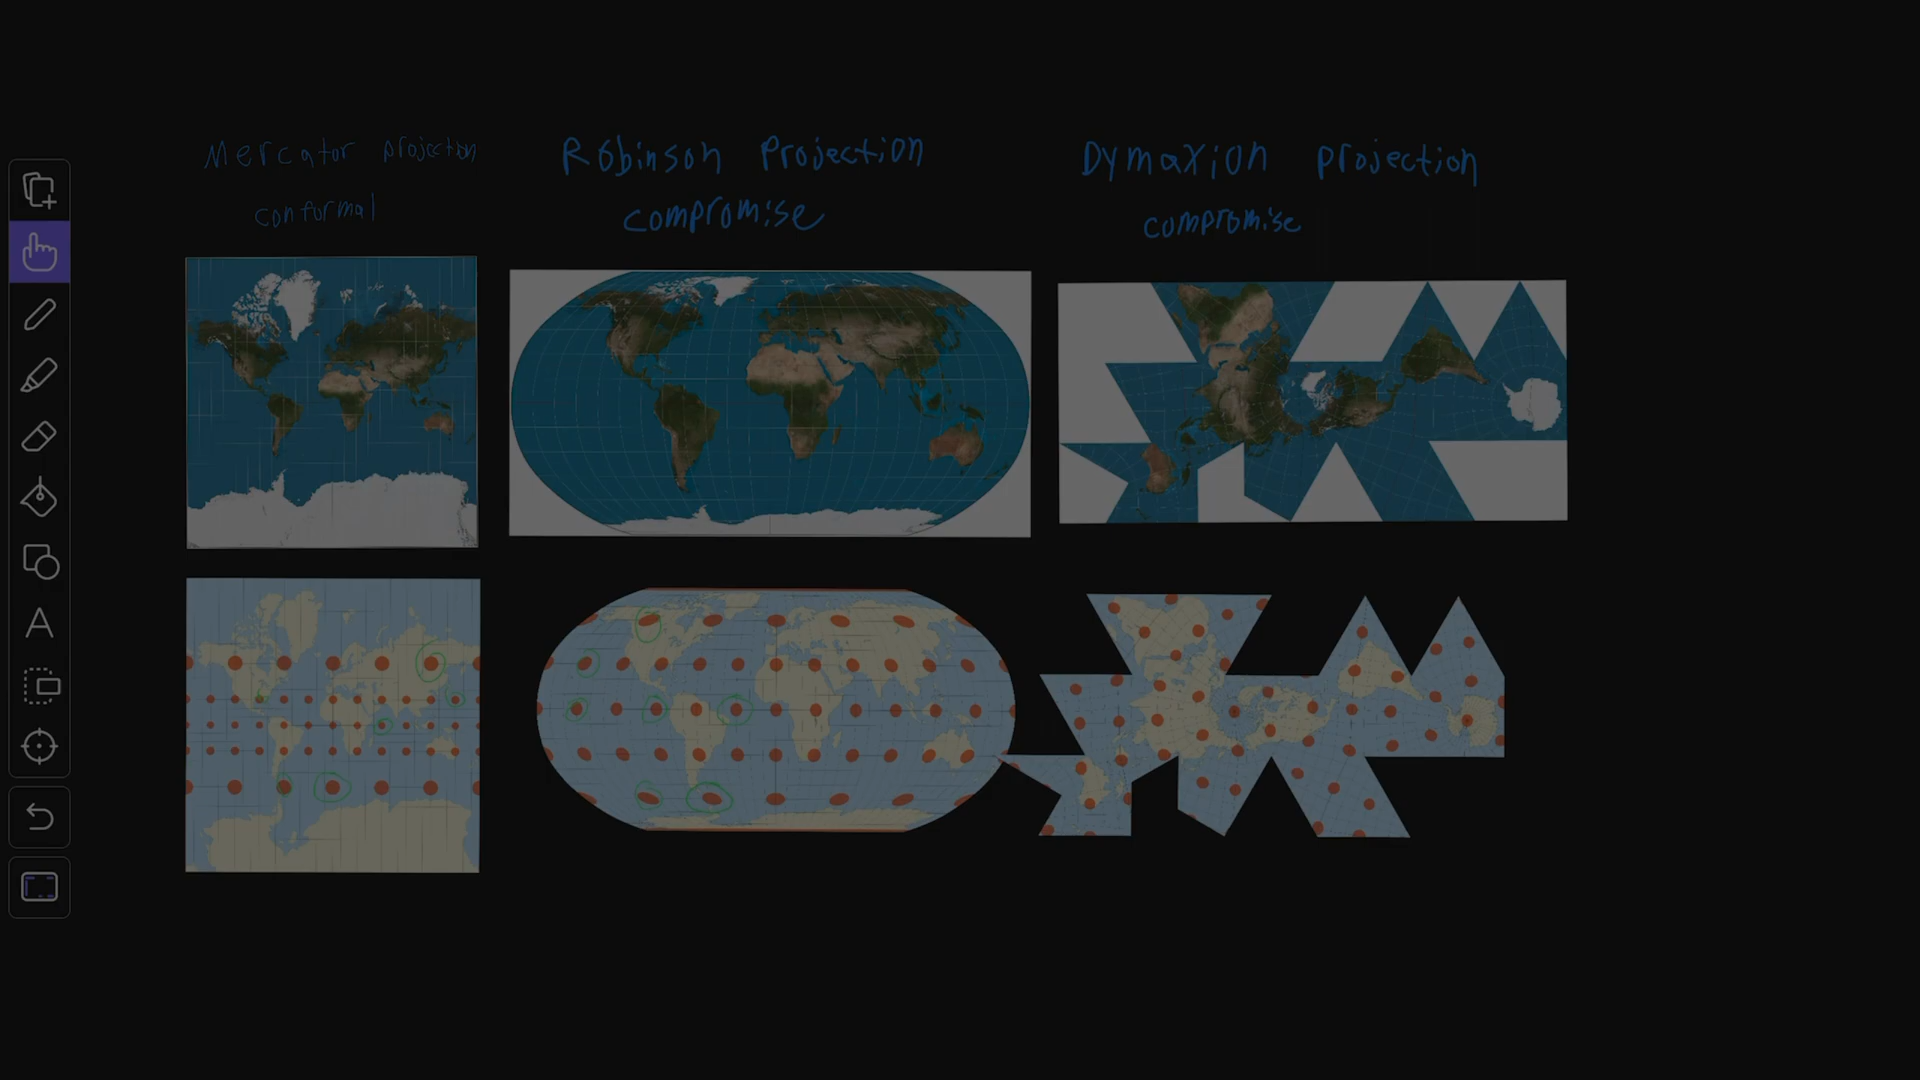 Mercator projection
conformal
Robinson Projection
compromise
Dymaxion projection
compromise